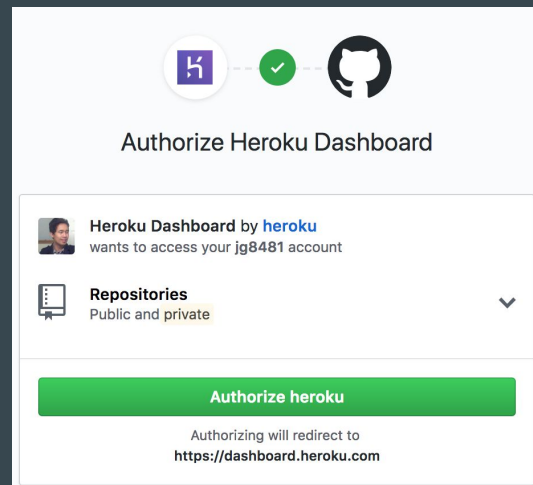 Authorize Heroku Dashboard
Heroku Dashboard by heroku
wants to access your jg8481 account
Repositories
Public and private
Authorize heroku
Authorizing will redirect to
https://dashboard.heroku.com